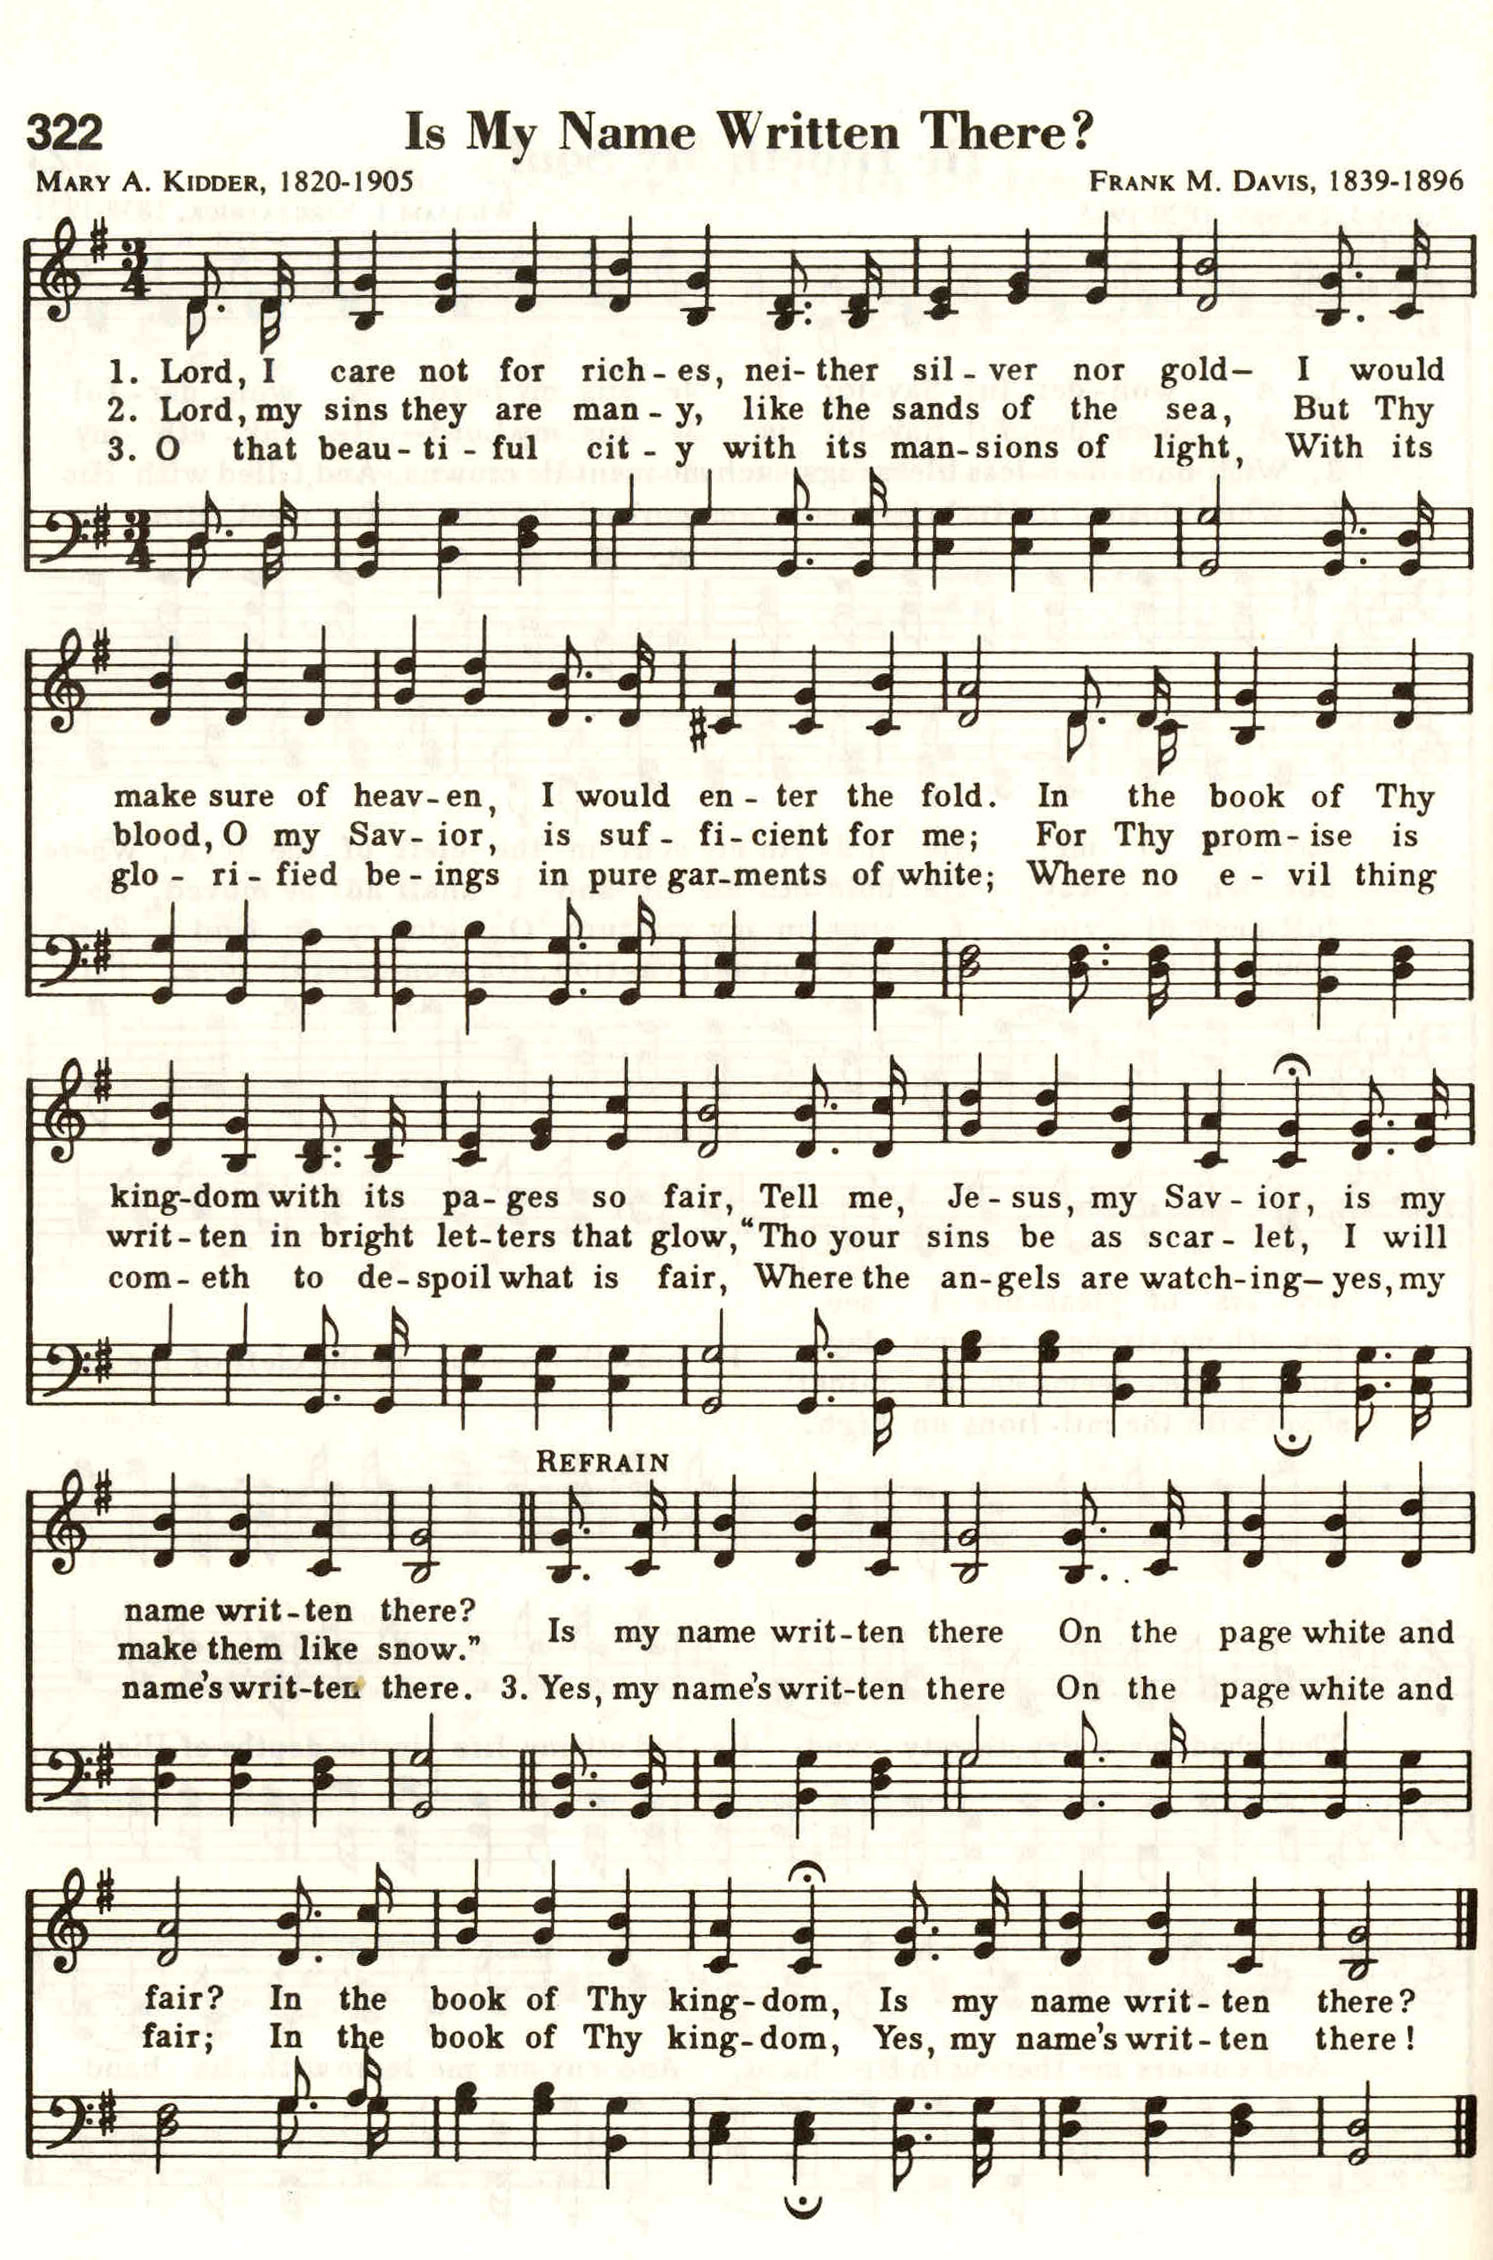 322 Is My Name Written There?
MARY A. KIDDER, 1820-1905 FRANK M. DAVIS, 1839-1896
1. Lord, I care not for rich-es, nei-ther sil-ver nor gold— I would
2. Lord, my sins they are man-y, like the sands of the sea, But Thy
3. O that beau-ti-ful cit-y with its man-sions of light, With its
make sure of heav-en, I would en-ter the fold. In the book of Thy
blood, O my Sav-ior, is suf-fi-cient for me; For Thy prom-ise is
glo-ri-fied be-ings in pure gar-ments of white; Where no e-vil thing
king-dom with its pa-ges so fair, Tell me, Je-sus, my Sav-ior, is my
writ-ten in bright let-ters that glow, “Tho your sins be as scar-let, I will
com-eth to de-spoil what is fair, Where the an-gels are watch-ing—yes, my
REFRAIN
name writ-ten there?
make them like snow.”
Is my name writ-ten there On the page white and
name's writ-ten there. 3. Yes, my name's writ-ten there On the page white and
fair? In the book of Thy king-dom, Is my name writ-ten there?
fair; In the book of Thy king-dom, Yes, my name's writ-ten there!